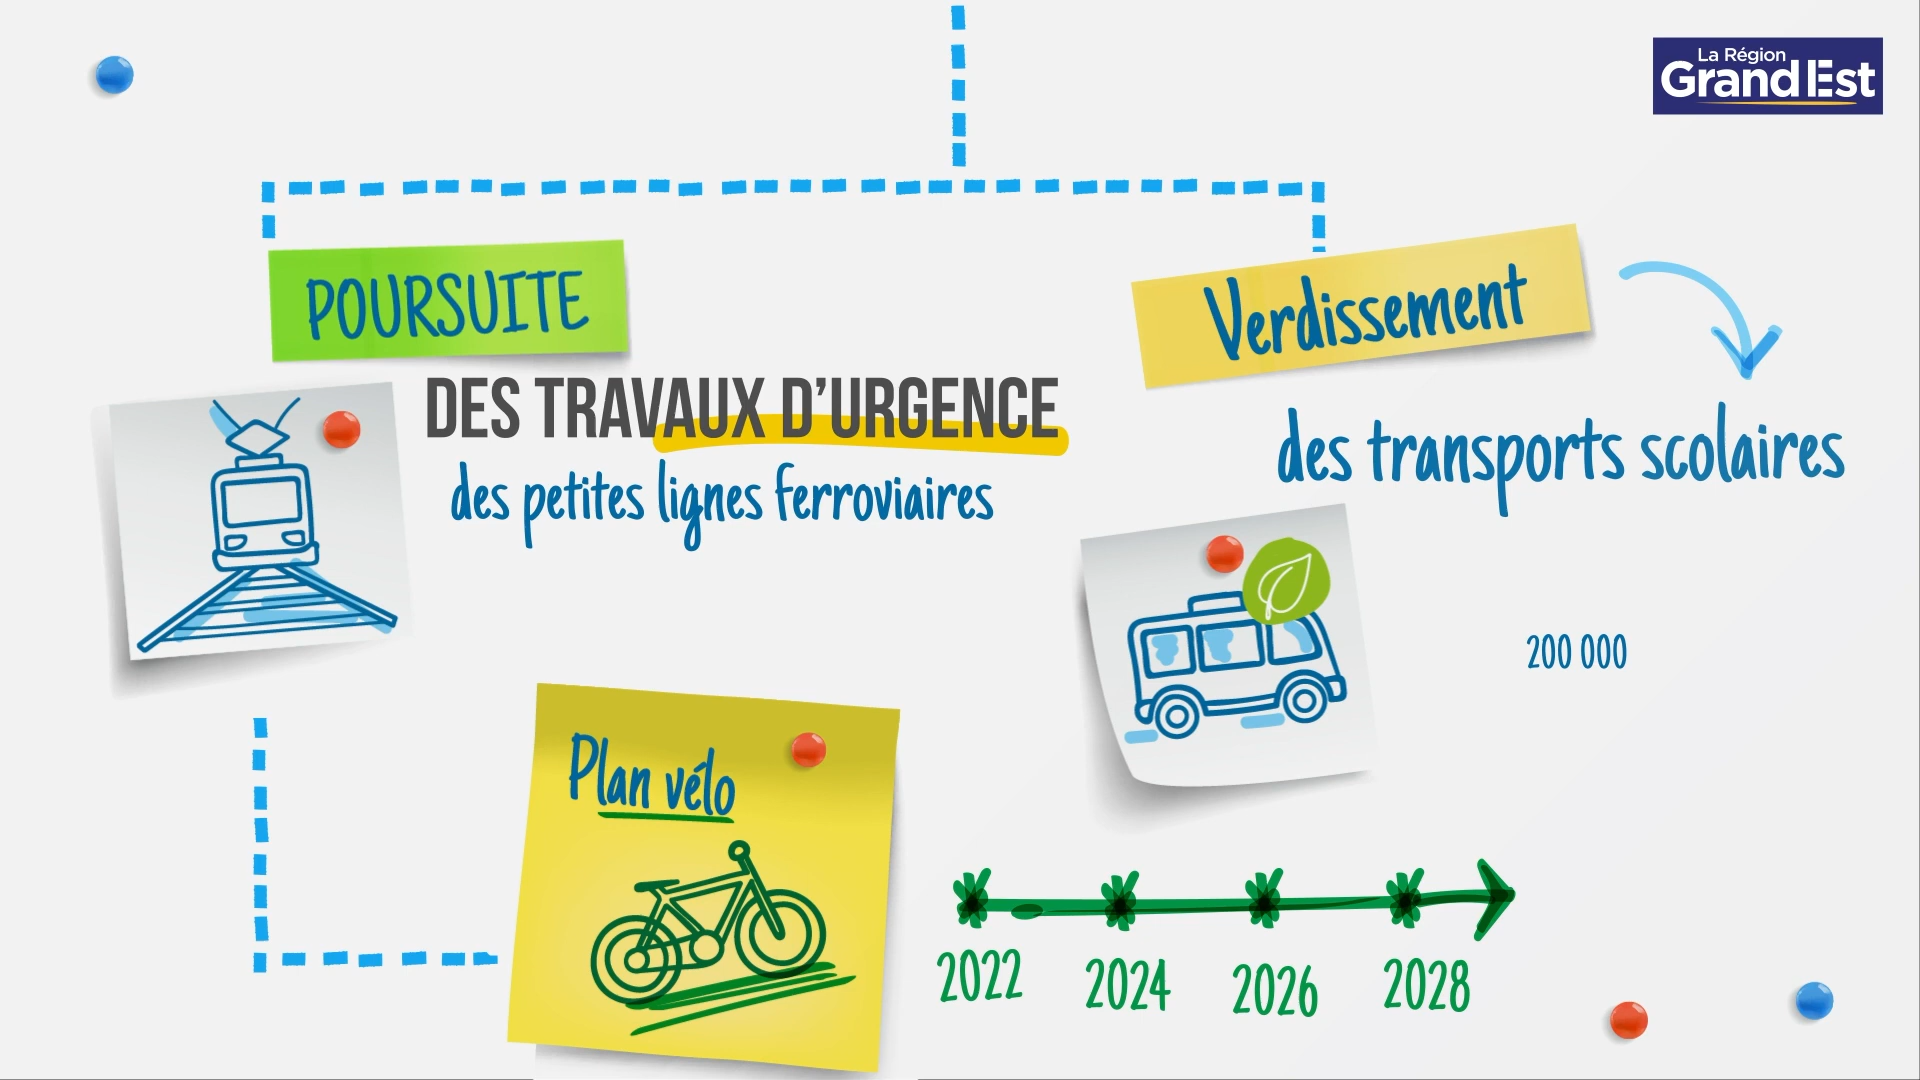 La Région
Grand Est
POURSUITE
DES TRAVAUX D'URGENCE
des petites lignes ferroviaires
Verdissement
des transports scolaires
200 000
Plan vélo
2022 2024 2026 2028